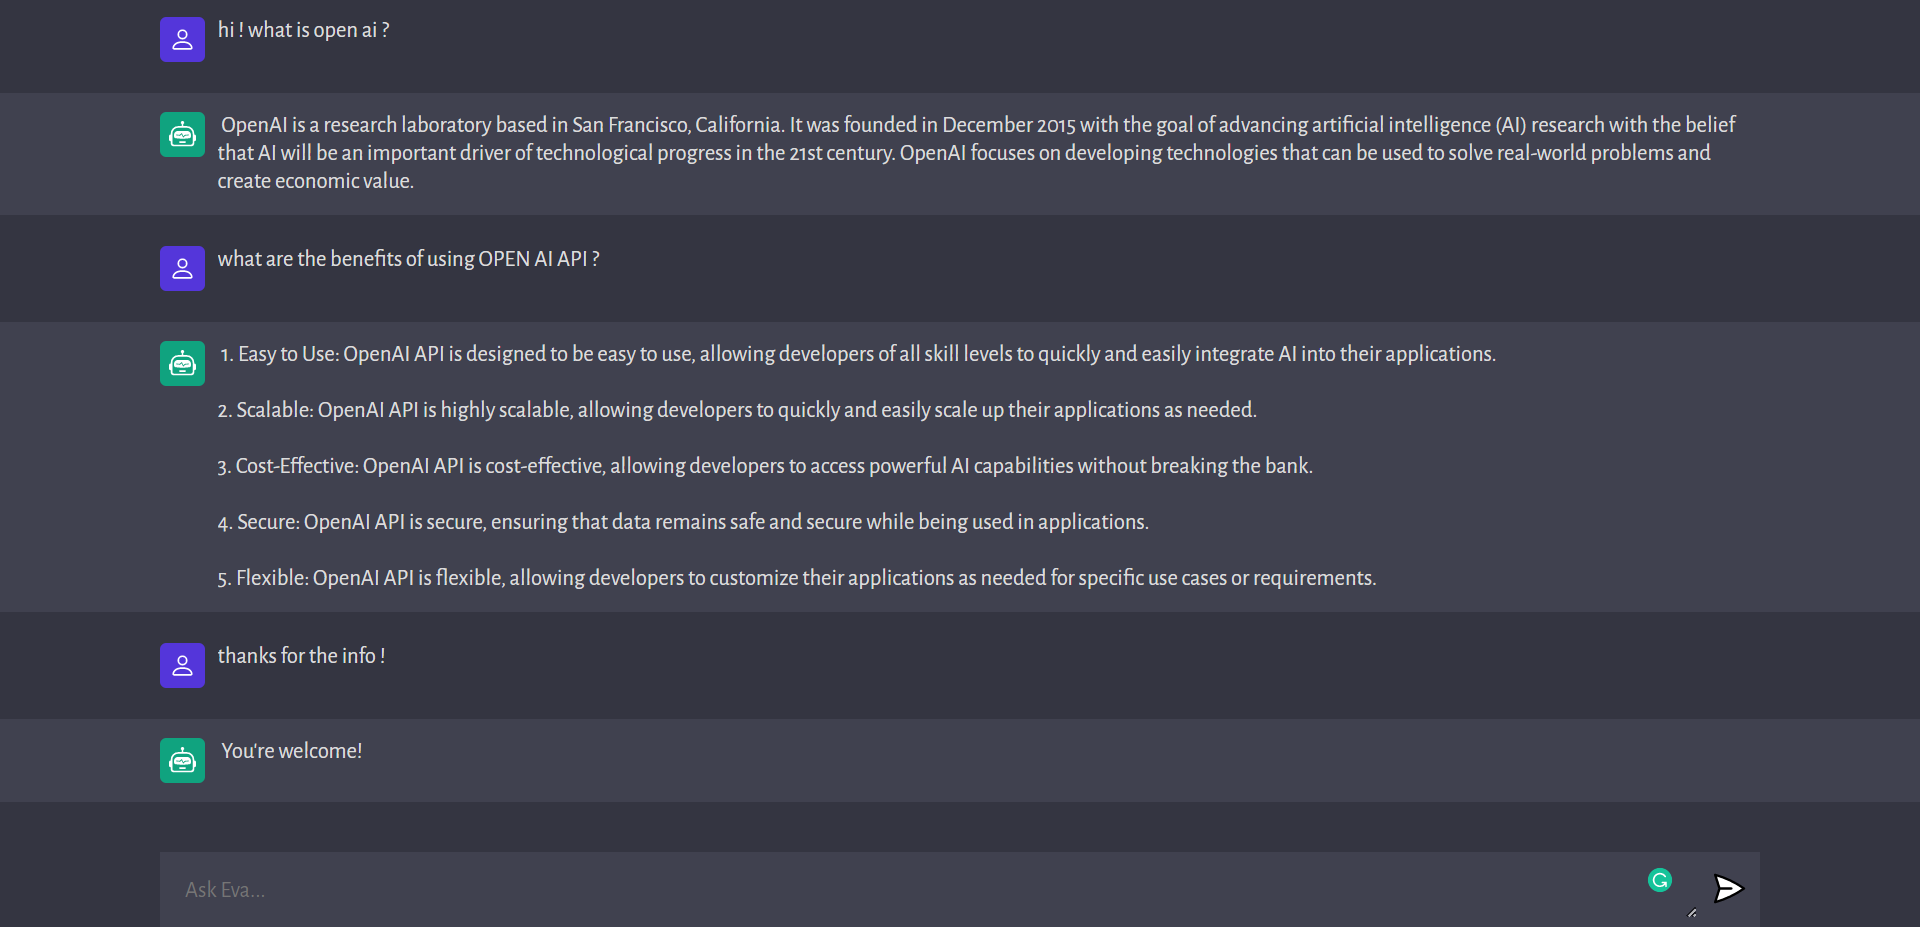 hi ! what is open ai ?
OpenAI is a research laboratory based in San Francisco, California. It was founded in December 2015 with the goal of advancing artificial intelligence (AI) research with the belief
that AI will be an important driver of technological progress in the 21st century. OpenAI focuses on developing technologies that can be used to solve real-world problems and
create economic value.
what are the benefits of using OPEN AI API ?
1. Easy to Use: OpenAI API is designed to be easy to use, allowing developers of all skill levels to quickly and easily integrate AI into their applications.
2. Scalable: OpenAI API is highly scalable, allowing developers to quickly and easily scale up their applications as needed.
3. Cost-Effective: OpenAI API is cost-effective, allowing developers to access powerful AI capabilities without breaking the bank.
4. Secure: OpenAI API is secure, ensuring that data remains safe and secure while being used in applications.
5. Flexible: OpenAI API is flexible, allowing developers to customize their applications as needed for specific use cases or requirements.
thanks for the info !
You're welcome!
Ask Eva...